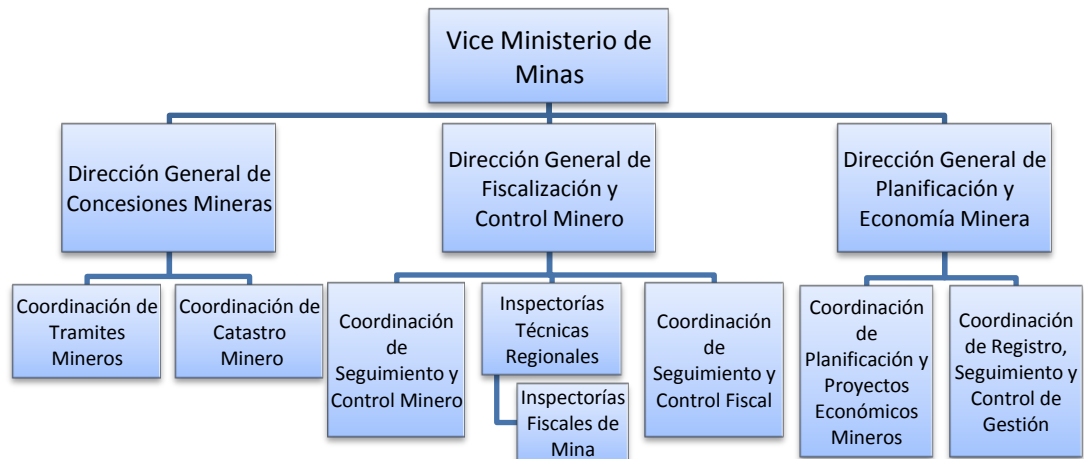 Vice Ministerio de
Minas
Dirección General de
Concesiones Mineras
Dirección General de
Fiscalización y
Control Minero
Dirección General de
Planificación y
Economía Minera
Coordinación de
Tramites
Mineros
Coordinación de
Catastro
Minero
Coordinación
de
Seguimiento y
Control Minero
Inspectorías
Técnicas
Regionales
Inspectorías
Fiscales de
Mina
Coordinación
de
Seguimiento y
Control Fiscal
Coordinación
de
Planificación y
Proyectos
Económicos
Mineros
Coordinación
de Registro,
Seguimiento y
Control de
Gestión